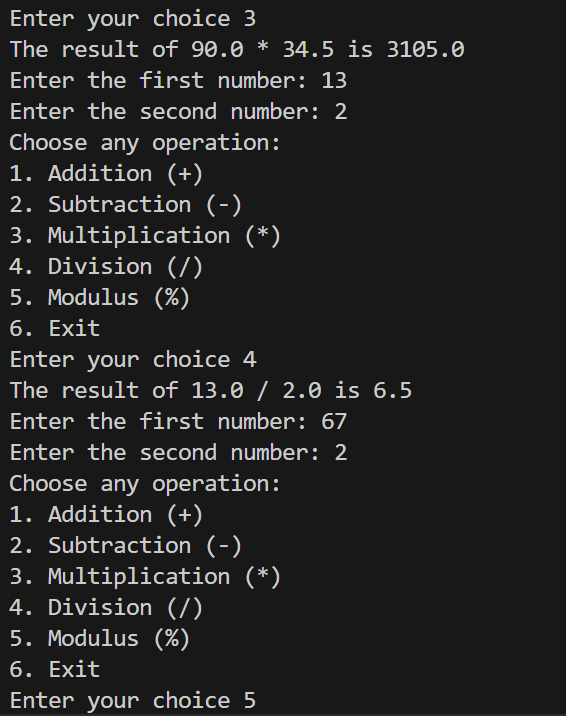 Enter your choice 3
The result of 90.0 * 34.5 is 3105.0
Enter the first number: 13
Enter the second number: 2
Choose any operation:
1. Addition (+)
2. Subtraction (-)
3. Multiplication (*)
4. Division (/)
5. Modulus (%)
6. Exit
Enter your choice 4
The result of 13.0 / 2.0 is 6.5
Enter the first number: 67
Enter the second number: 2
Choose any operation:
1. Addition (+)
2. Subtraction (-)
3. Multiplication (*)
4. Division (/)
5. Modulus (%)
6. Exit
Enter your choice 5